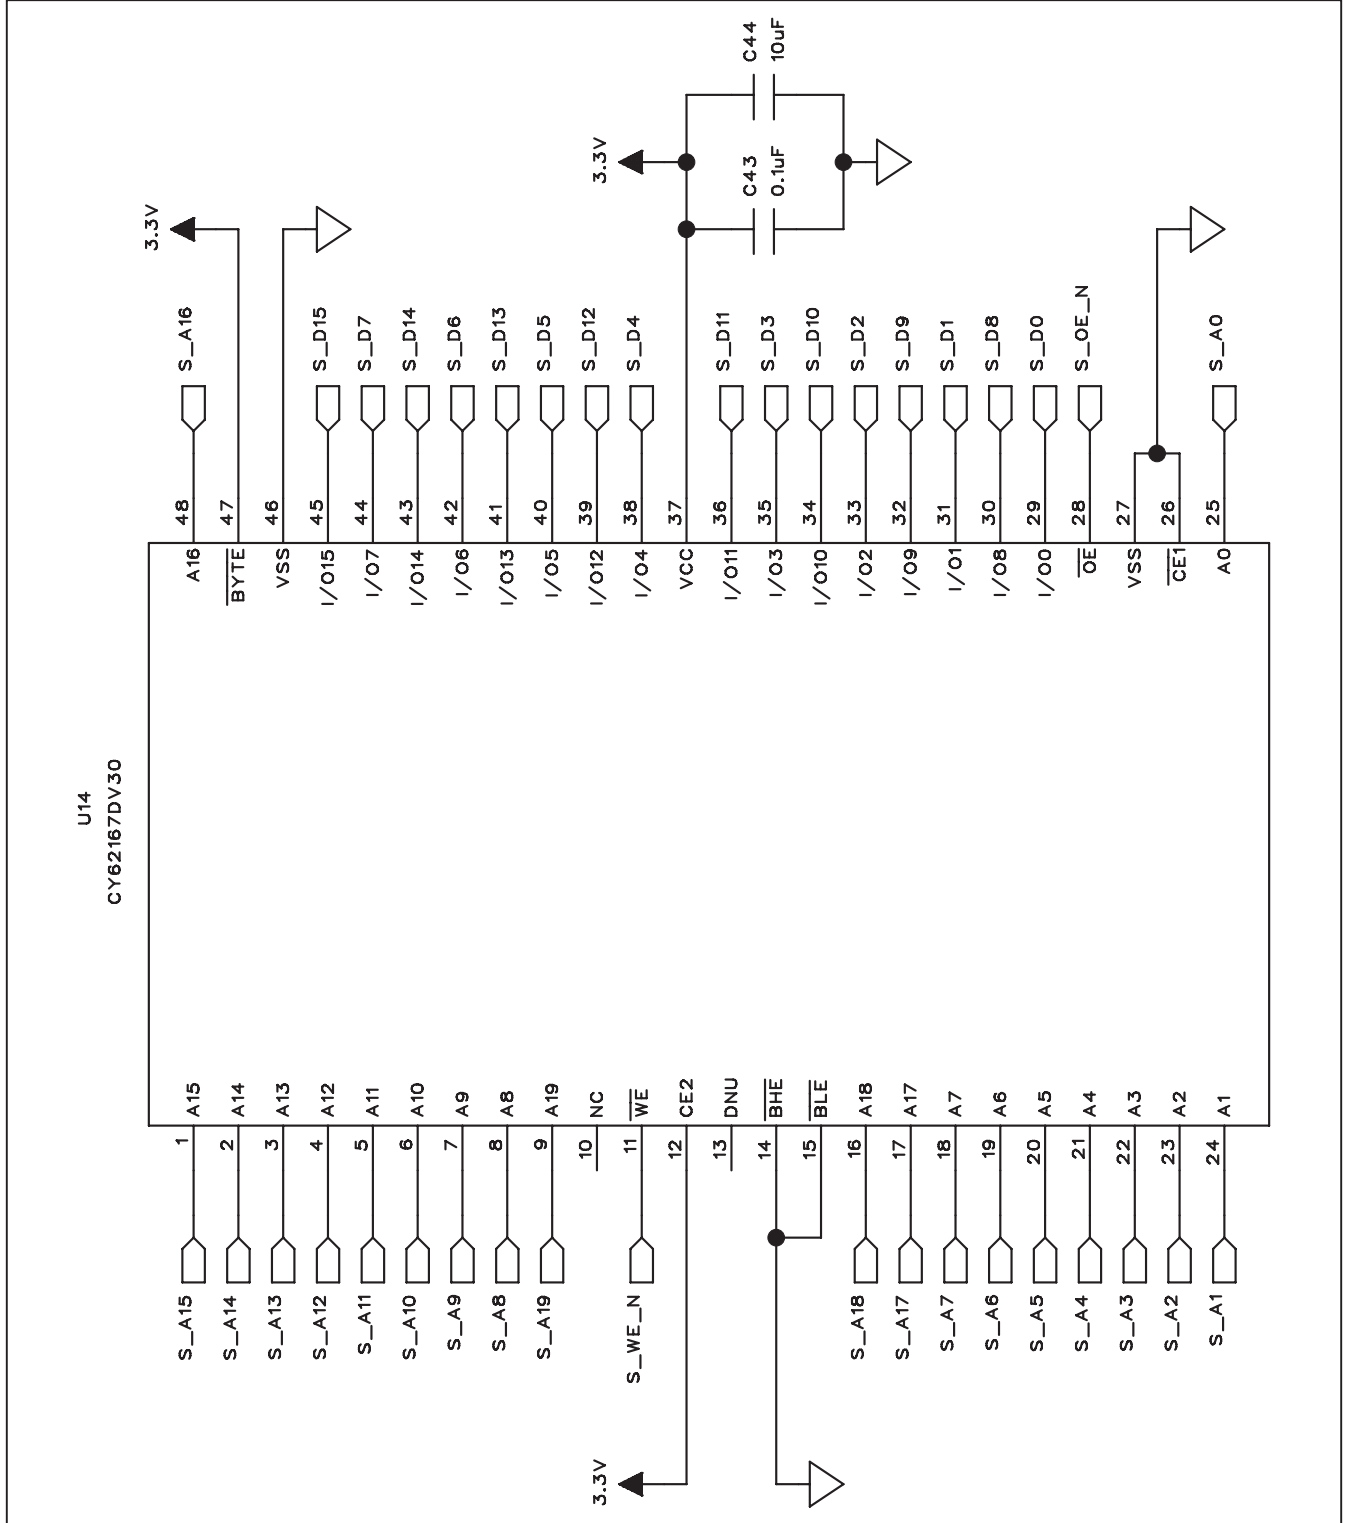 U14
CY62167DV30
S_A15 1 A15
S_A14 2 A14
S_A13 3 A13
S_A12 4 A12
S_A11 5 A11
S_A10 6 A10
S_A9 7 A9
S_A8 8 A8
S_A19 9 A19
10 NC
S_WE_N 11 WE
3.3V
12 CE2
13 DNU
14 BHE
15 BLE
S_A18 16 A18
S_A17 17 A17
S_A7 18 A7
S_A6 19 A6
S_A5 20 A5
S_A4 21 A4
S_A3 22 A3
S_A2 23 A2
S_A1 24 A1
A16 48 S_A16
BYTE 47
3.3V
VSS 46
I/O15 45 S_D15
I/O7 44 S_D7
I/O14 43 S_D14
I/O6 42 S_D6
I/O13 41 S_D13
I/O5 40 S_D5
I/O12 39 S_D12
I/O4 38 S_D4
VCC 37
3.3V
C43
0.1uF
C44
10uF
I/O11 36 S_D11
I/O3 35 S_D3
I/O10 34 S_D10
I/O2 33 S_D2
I/O9 32 S_D9
I/O1 31 S_D1
I/O8 30 S_D8
I/O0 29 S_D0
OE 28 S_OE_N
VSS 27
CE1 26
A0 25 S_A0